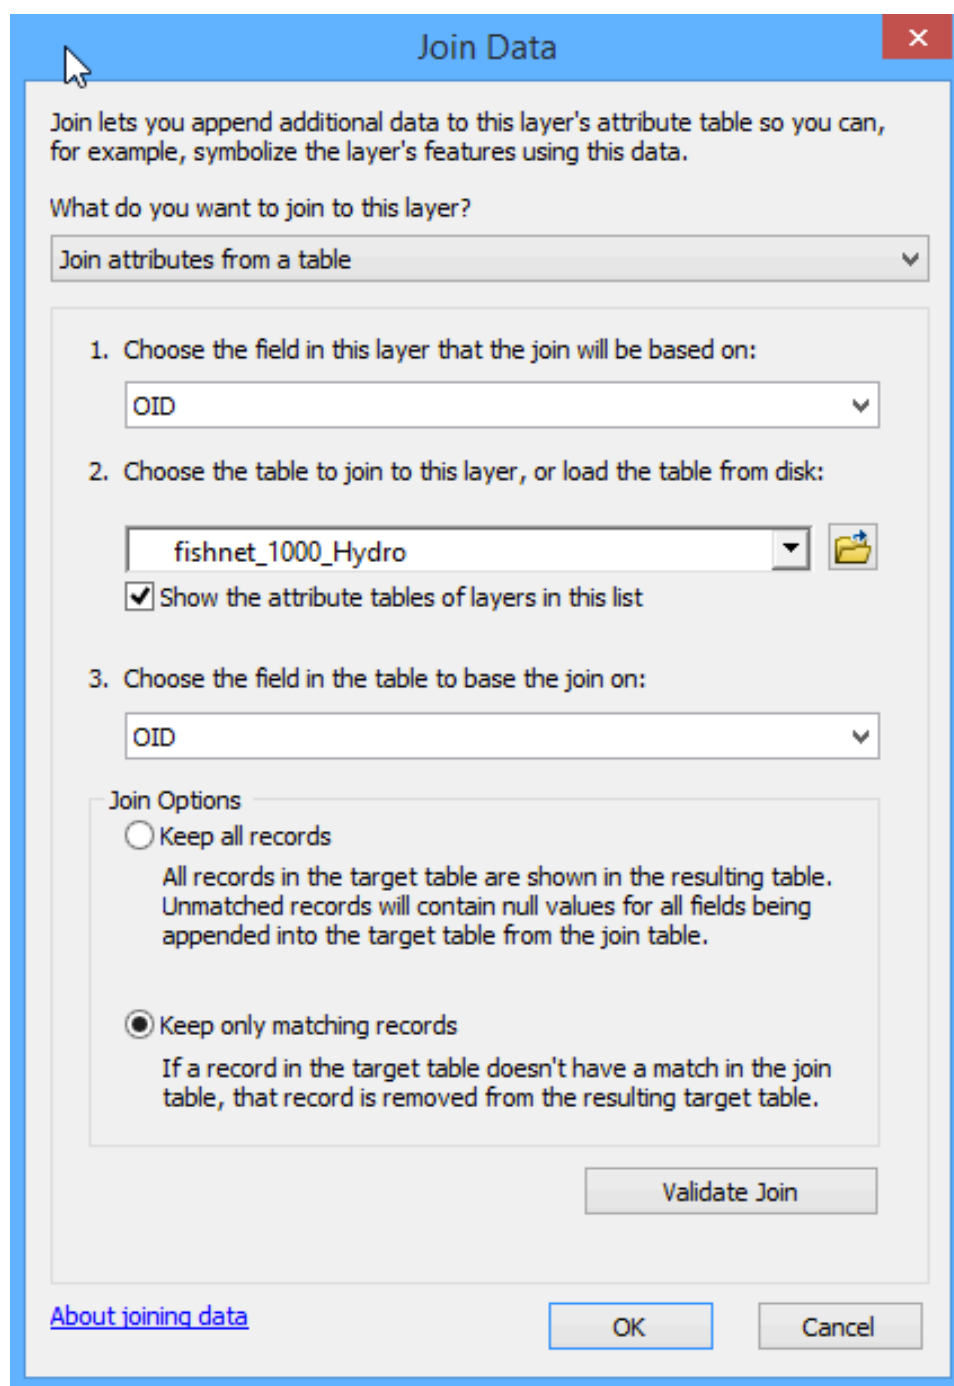 Join Data
Join lets you append additional data to this layer's attribute table so you can,
for example, symbolize the layer's features using this data.
What do you want to join to this layer?
Join attributes from a table
1. Choose the field in this layer that the join will be based on:
OID
2. Choose the table to join to this layer, or load the table from disk:
fishnet_1000_Hydro
Show the attribute tables of layers in this list
3. Choose the field in the table to base the join on:
OID
Join Options
Keep all records
All records in the target table are shown in the resulting table.
Unmatched records will contain null values for all fields being
appended into the target table from the join table.
Keep only matching records
If a record in the target table doesn't have a match in the join
table, that record is removed from the resulting target table.
Validate Join
About joining data
OK
Cancel